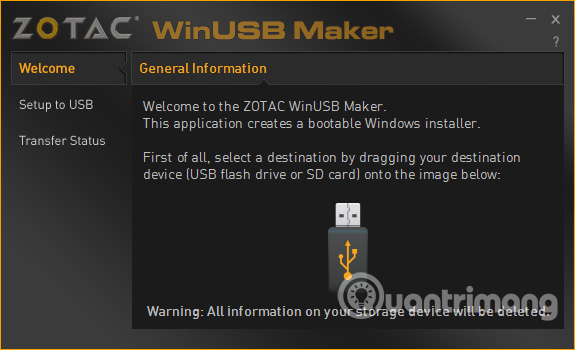 ZOTAC® WinUSB Maker
?
Welcome
General Information
Setup to USB
Transfer Status
Welcome to the ZOTAC WinUSB Maker.
This application creates a bootable Windows installer.
First of all, select a destination by dragging your destination
device (USB flash drive or SD card) onto the image below:
Quantrimang
Warning: All information on your storage device will be deleted.